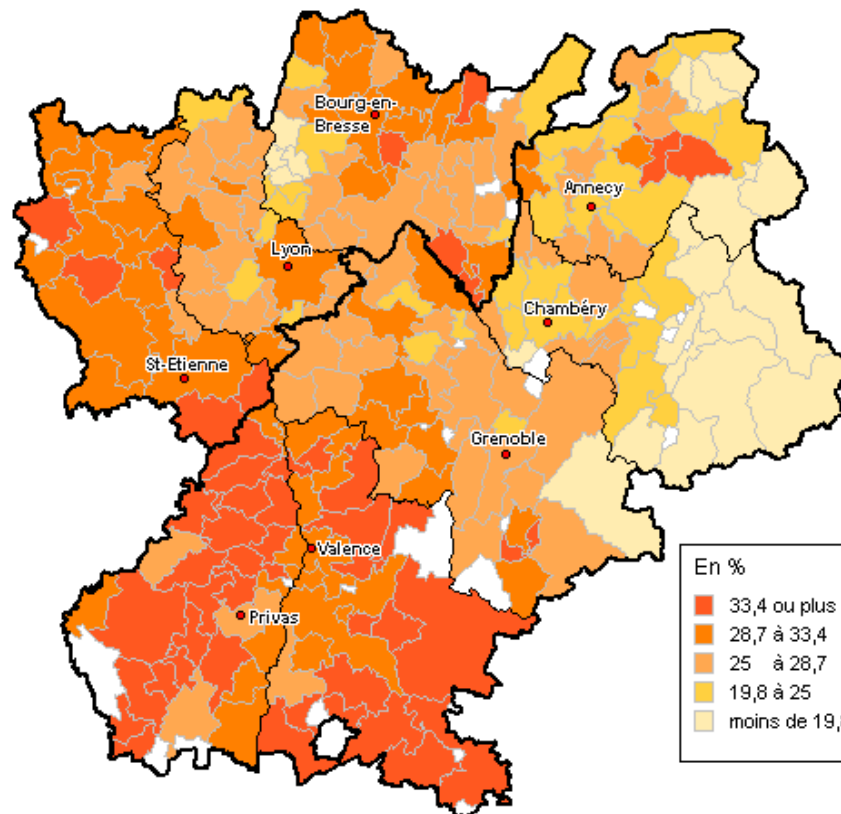 Bourg-en-
Bresse
Annecy
Lyon
Chambéry
St-Etienne
Grenoble
Valence
Privas
En %
33,4 ou plus
28,7 à 33,4
25 à 28,7
19,8 à 25
moins de 19,8